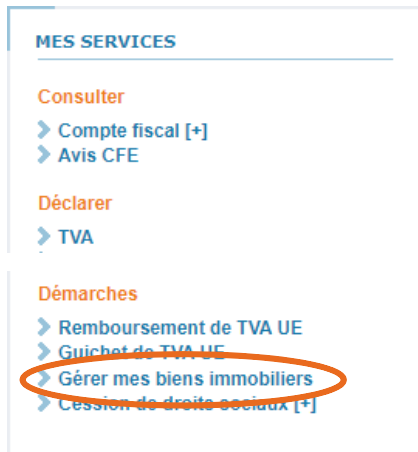 MES SERVICES
Consulter
Compte fiscal [+]
Avis CFE
Déclarer
TVA
Démarches
Remboursement de TVA UE
Guichet de TVA UE
Gérer mes biens immobiliers
Cession de droits sociaux [+]